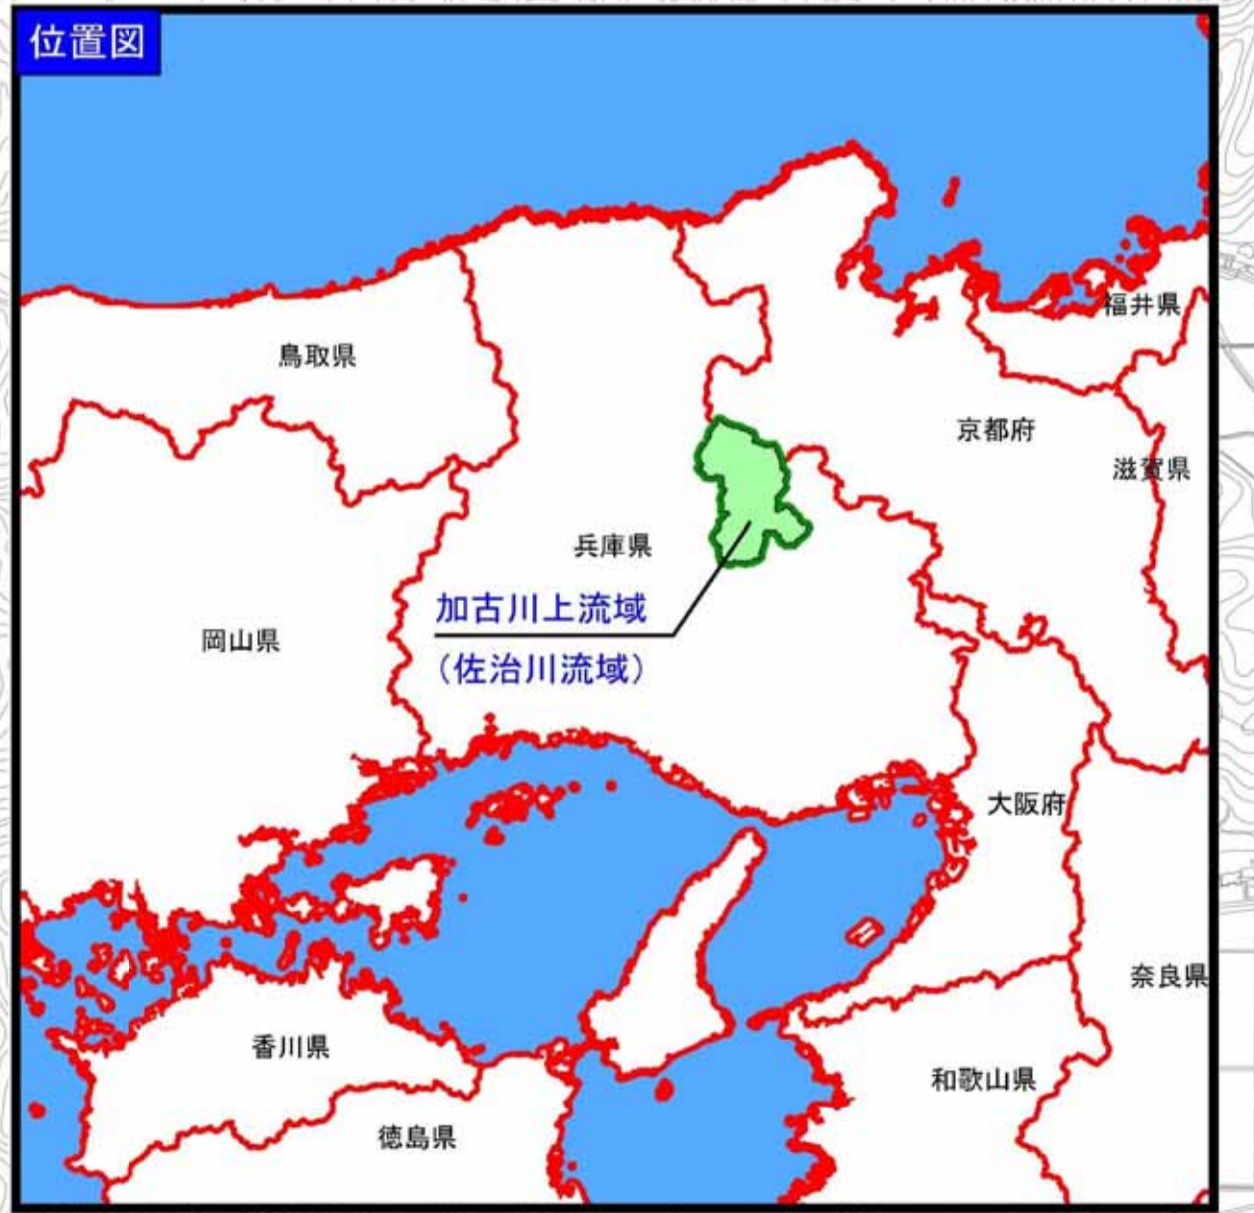 位置図
福井県
鳥取県
京都府
滋賀県
兵庫県
加古川上流域
(佐治川流域)
岡山県
大阪府
奈良県
香川県
和歌山県
徳島県